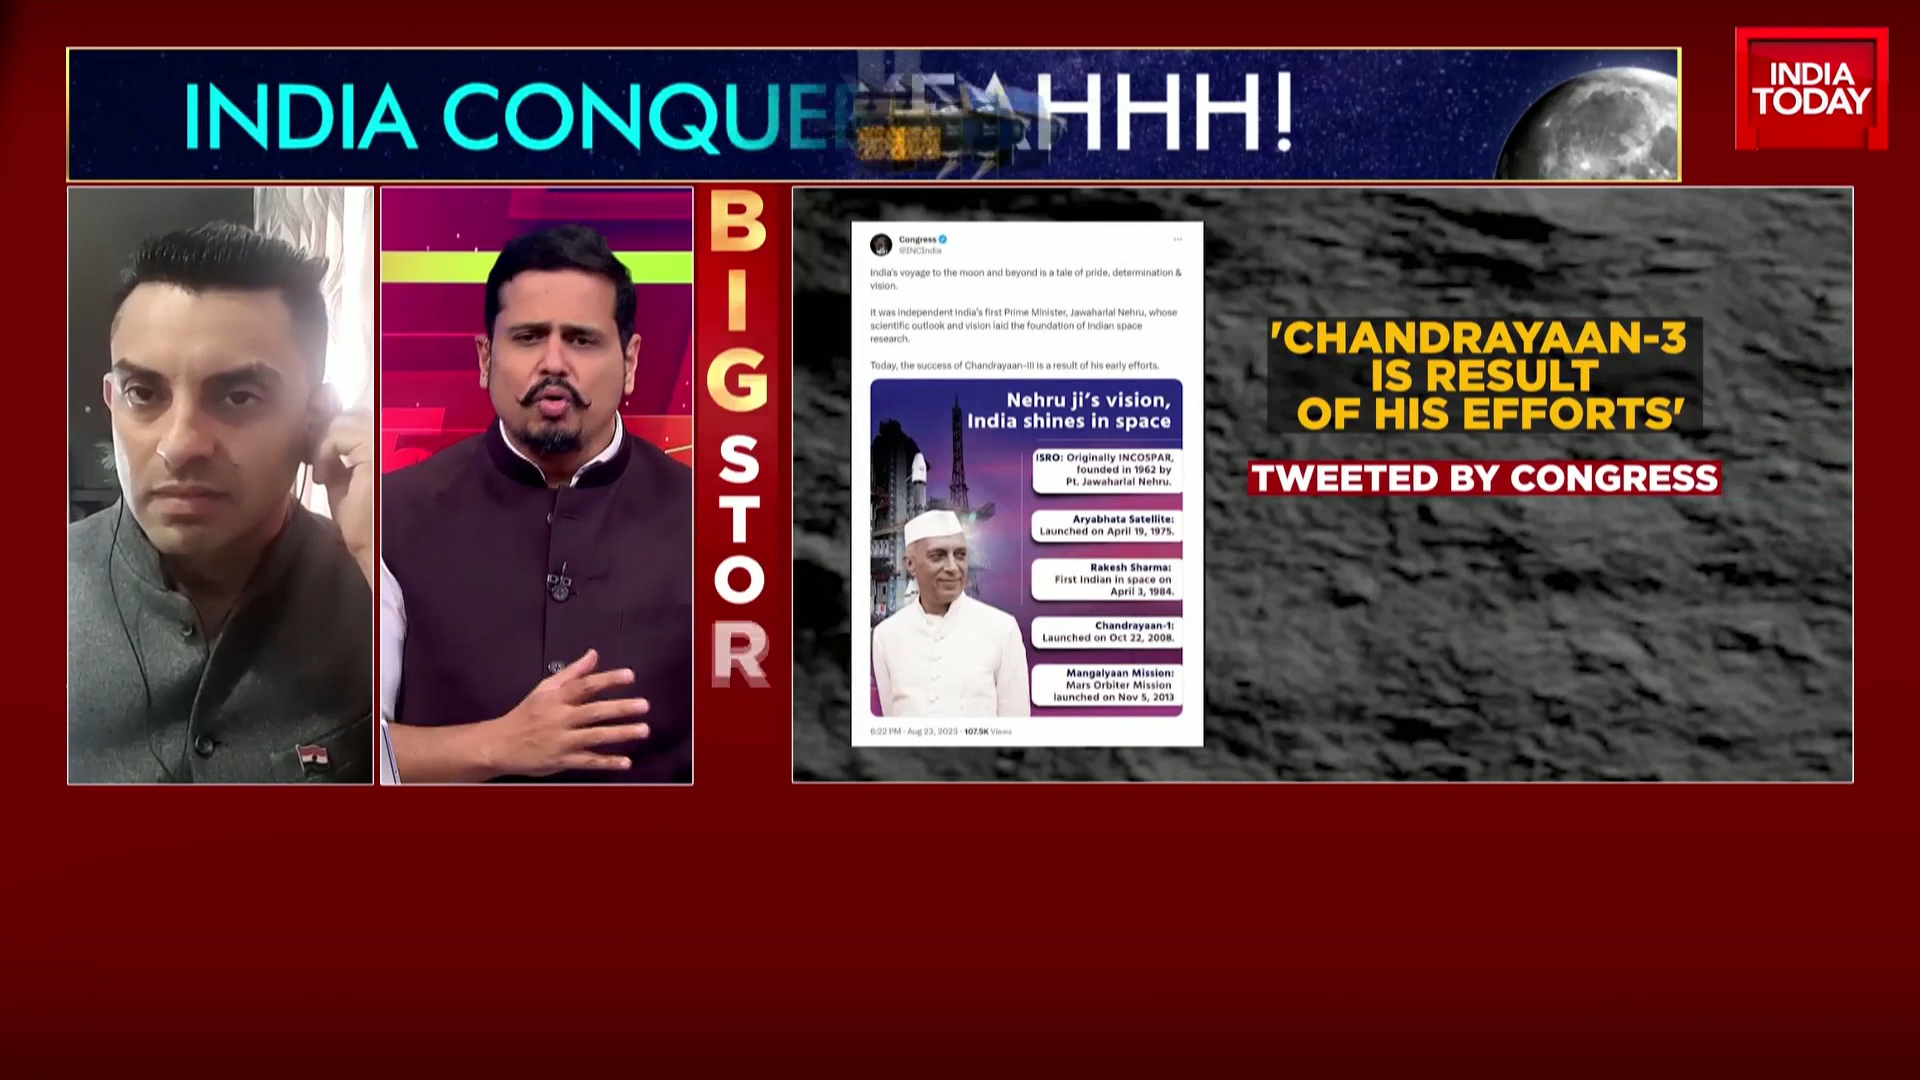 INDIA CONQUE
AHHH!
INDIA
TODAY
BIG STOR
Congress
@INCIndia
India's voyage to the moon and beyond is a tale of pride, determination &
vision.
It was independent India's first Prime Minister, Jawaharlal Nehru, whose
scientific outlook and vision laid the foundation of Indian space
research.
Today, the success of Chandrayaan-III is a result of his early efforts.
Nehru ji's vision,
India shines in space
ISRO: Originally INCOSPAR,
founded in 1962 by
Pt. Jawaharlal Nehru.
Aryabhata Satellite:
Launched on April 19, 1975.
Rakesh Sharma:
First Indian in space on
April 3, 1984.
Chandrayaan-1:
Launched on Oct 22, 2008.
Mangalyaan Mission:
Mars Orbiter Mission
launched on Nov 5, 2013
6:22 PM · Aug 23, 2023 · 107.5K Views
'CHANDRAYAAN-3
IS RESULT
OF HIS EFFORTS'
TWEETED BY CONGRESS